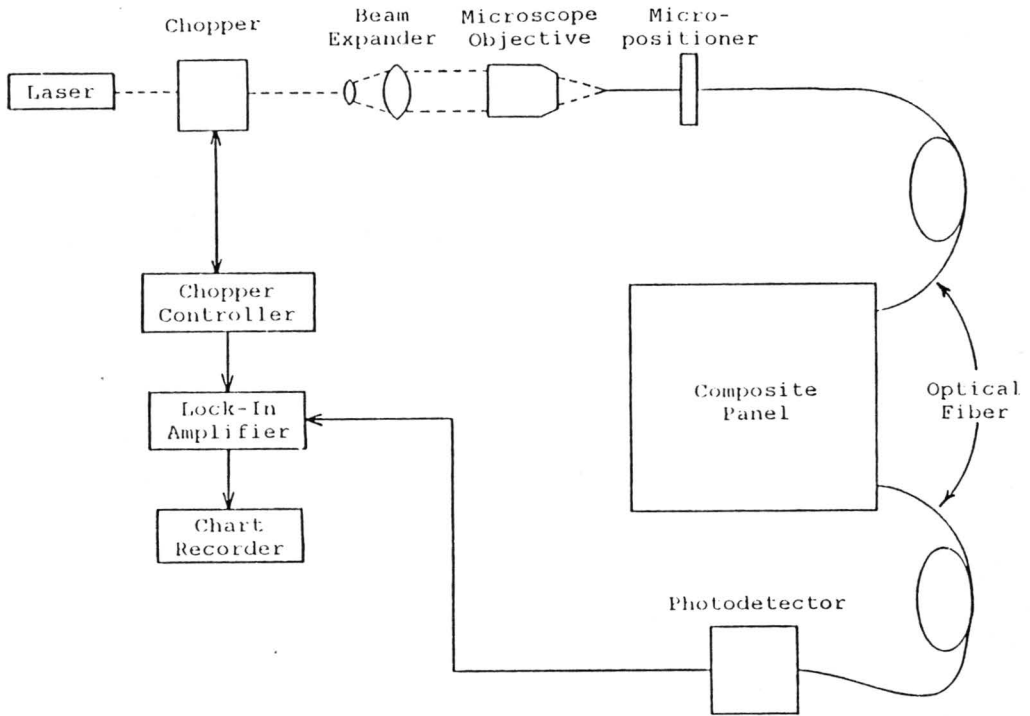 Chopper
Beam
Expander
Microscope
Objective
Micro-
positioner
Laser
Chopper
Controller
Lock-In
Amplifier
Chart
Recorder
Composite
Panel
Optical
Fiber
Photodetector